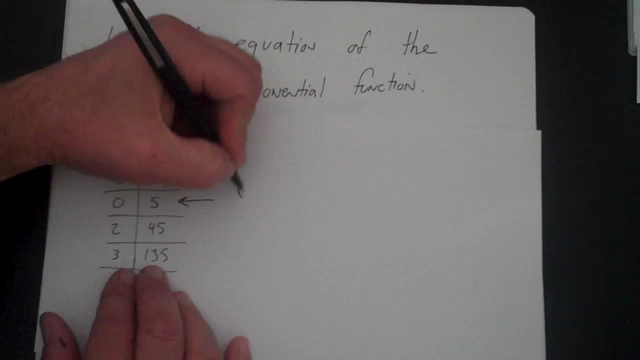 equation of the
function.
0 5 ←
2 45
3 135